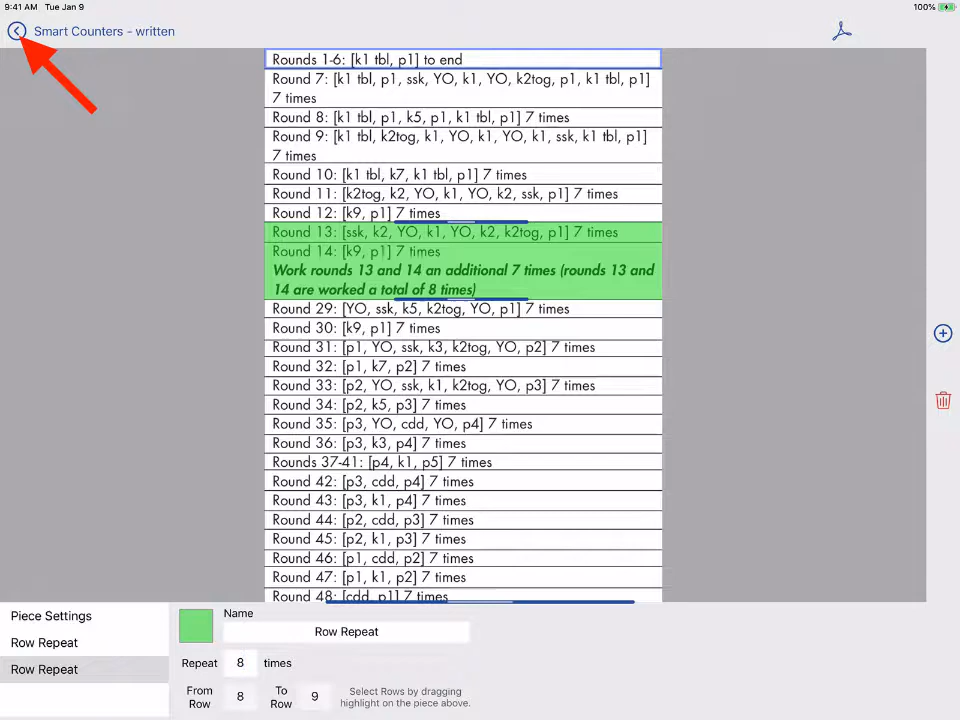 9:41 AM Tue Jan 9
100%
Smart Counters - written
Rounds 1-6: [k1 tbl, p1] to end
Round 7: [k1 tbl, p1, ssk, YO, k1, YO, k2tog, p1, k1 tbl, p1]
7 times
Round 8: [k1 tbl, p1, k5, p1, k1 tbl, p1] 7 times
Round 9: [k1 tbl, k2tog, k1, YO, k1, YO, k1, ssk, k1 tbl, p1]
7 times
Round 10: [k1 tbl, k7, k1 tbl, p1] 7 times
Round 11: [k2tog, k2, YO, k1, YO, k2, ssk, p1] 7 times
Round 12: [k9, p1] 7 times
Round 13: [ssk, k2, YO, k1, YO, k2, k2tog, p1] 7 times
Round 14: [k9, p1] 7 times
Work rounds 13 and 14 an additional 7 times (rounds 13 and
14 are worked a total of 8 times)
Round 29: [YO, ssk, k5, k2tog, YO, p1] 7 times
Round 30: [k9, p1] 7 times
Round 31: [p1, YO, ssk, k3, k2tog, YO, p2] 7 times
Round 32: [p1, k7, p2] 7 times
Round 33: [p2, YO, ssk, k1, k2tog, YO, p3] 7 times
Round 34: [p2, k5, p3] 7 times
Round 35: [p3, YO, cdd, YO, p4] 7 times
Round 36: [p3, k3, p4] 7 times
Rounds 37-41: [p4, k1, p5] 7 times
Round 42: [p3, cdd, p4] 7 times
Round 43: [p3, k1, p4] 7 times
Round 44: [p2, cdd, p3] 7 times
Round 45: [p2, k1, p3] 7 times
Round 46: [p1, cdd, p2] 7 times
Round 47: [p1, k1, p2] 7 times
Round 48: [cdd, p1] 7 times
Piece Settings
Row Repeat
Row Repeat
Name
Row Repeat
Repeat 8 times
From Row 8 To Row 9
Select Rows by dragging
highlight on the piece above.